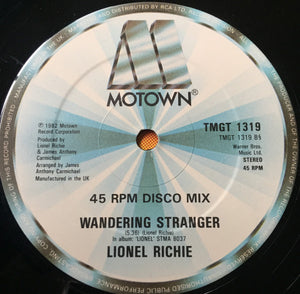 MOTOWN®
℗ 1982 Motown
Record Corporation
Produced by
Lionel Richie
& James Anthony
Carmichael
Arranged by James
Anthony Carmichael
Manufactured in the UK
TMGT 1319
TMGT 1319 B
Warner Bros.
Music Ltd.
STEREO
45 RPM
45 RPM DISCO MIX
WANDERING STRANGER
(5.38) (Lionel Richie)
In album: 'LIONEL' STMA 8037
LIONEL RICHIE